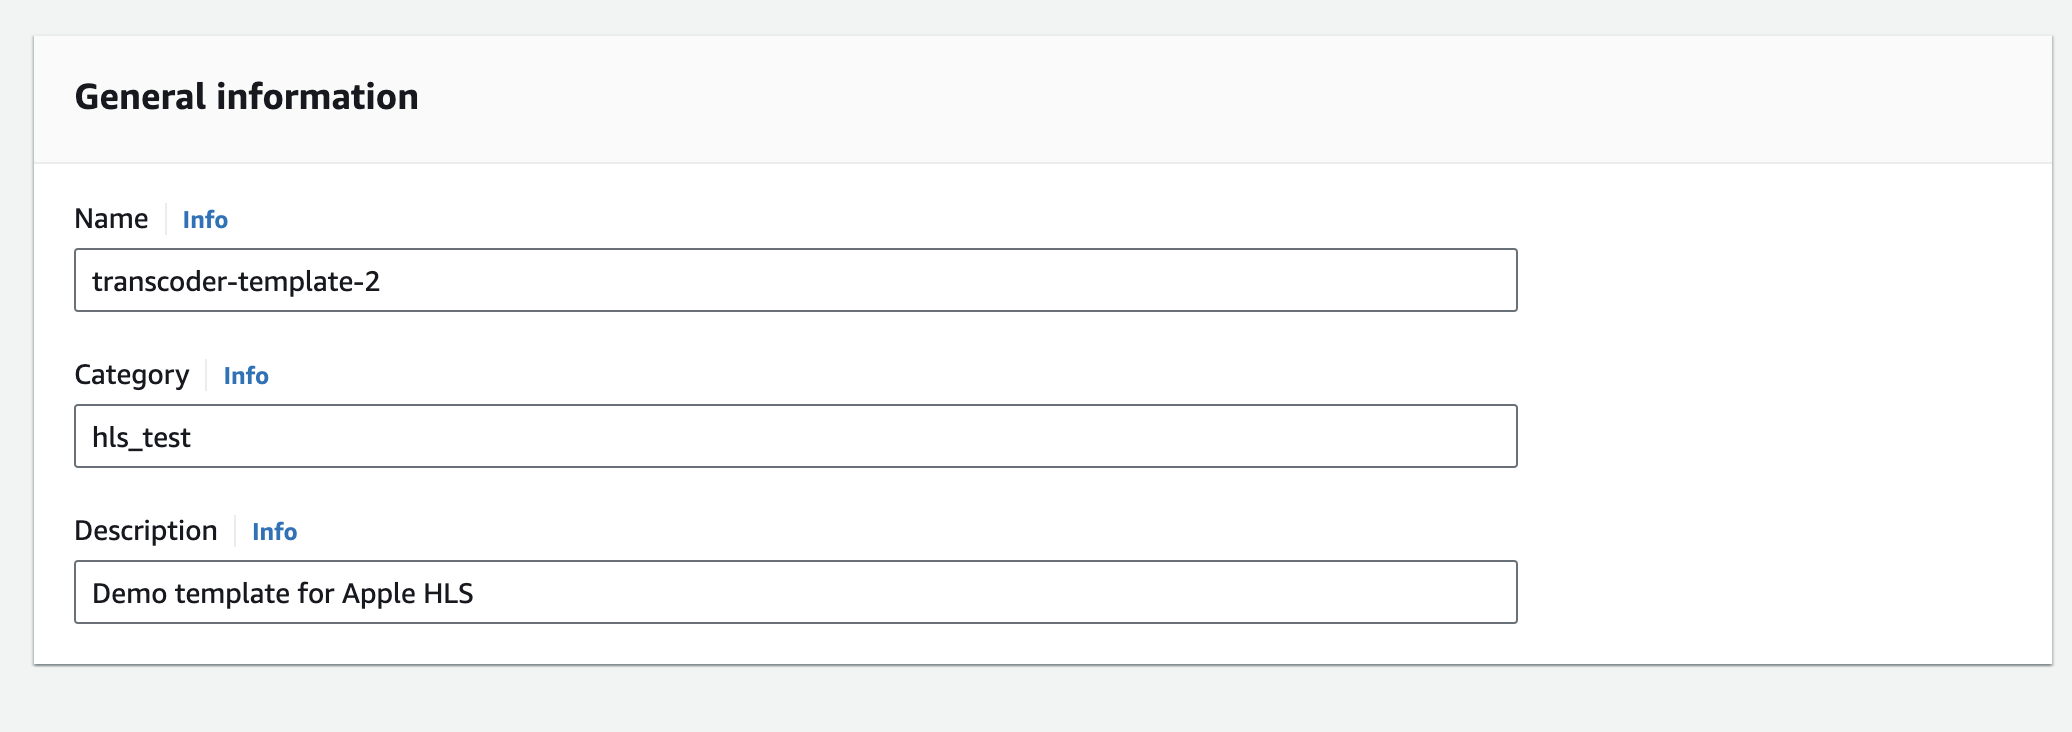 General information
Name Info
transcoder-template-2
Category Info
hls_test
Description Info
Demo template for Apple HLS